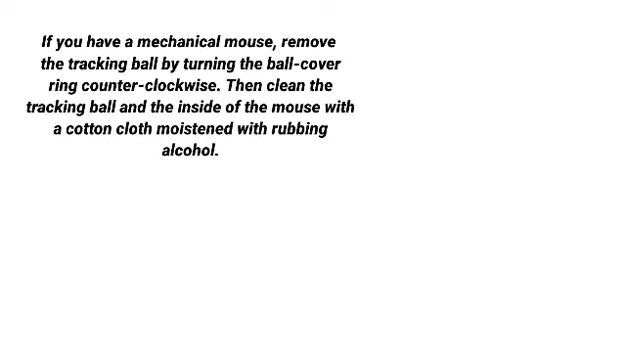 If you have a mechanical mouse, remove
the tracking ball by turning the ball-cover
ring counter-clockwise. Then clean the
tracking ball and the inside of the mouse with
a cotton cloth moistened with rubbing
alcohol.